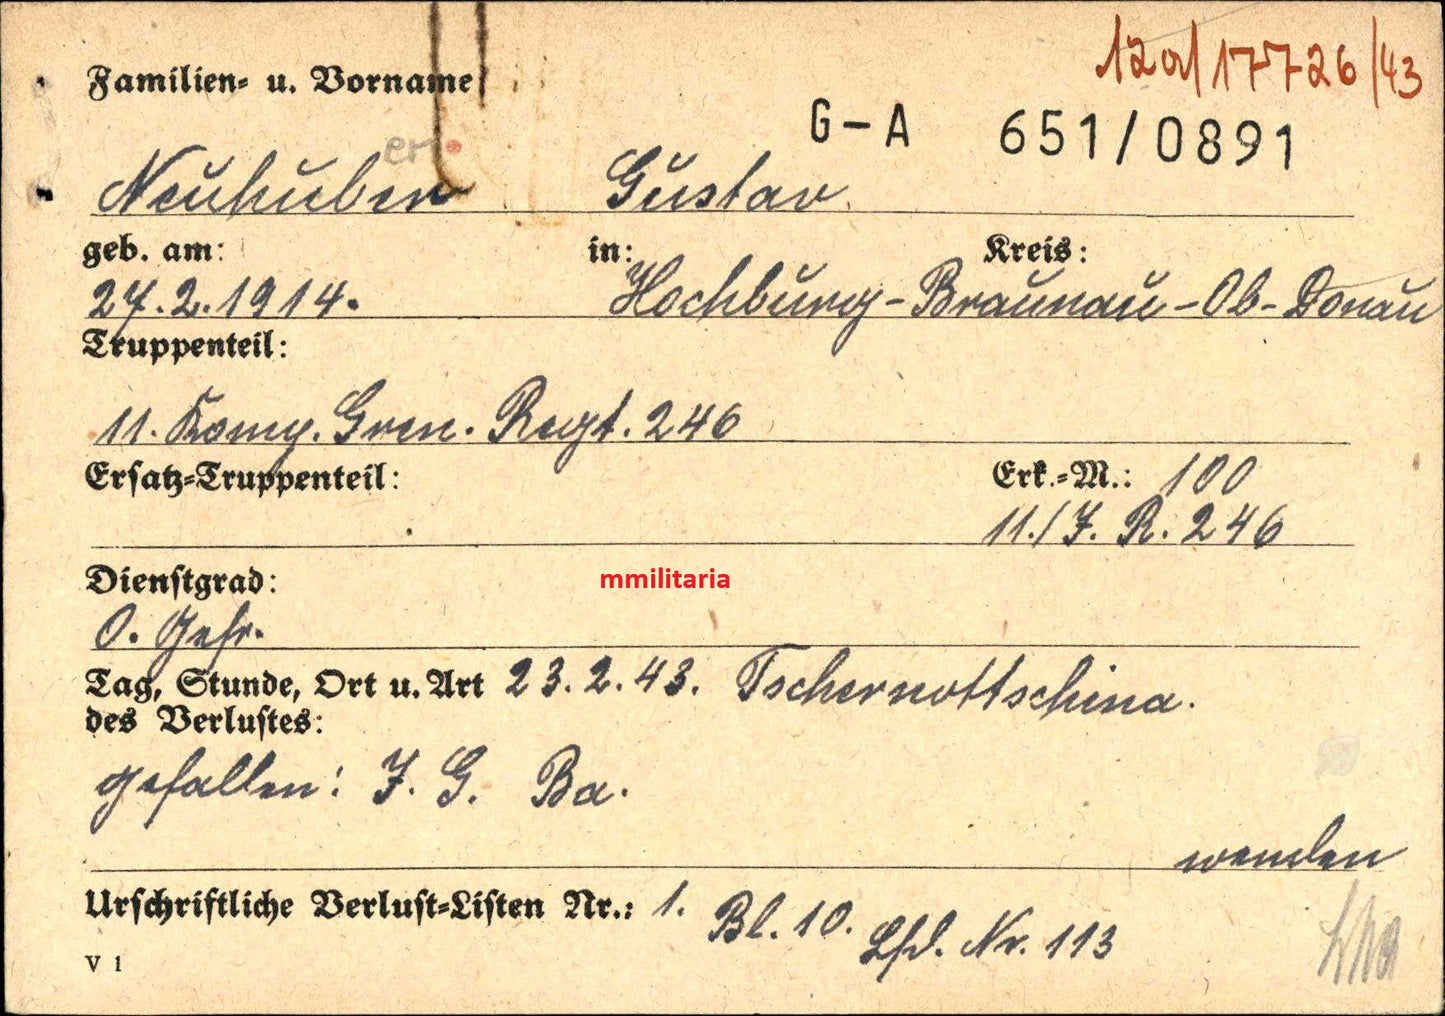 120/17726/43
Familien- u. Vorname
G-A 651/0891
er.
Neuhuber Gustav
geb. am: in: Kreis:
27.2.1914. Hochburg-Braunau-Ob-Donau
Truppenteil:
11. Komp. Gren. Regt. 246
Ersatz-Truppenteil: Erk.-M.: 100
11./J. R. 246
Dienstgrad:
mmilitaria
O. Gefr.
Tag, Stunde, Ort u. Art 23.2.43. Tschernottschina.
des Verlustes:
gefallen: J. G. Ba.
wenden
Urschriftliche Verlust-Listen Nr.: 1. Bl. 10. Lfd. Nr. 113
V 1